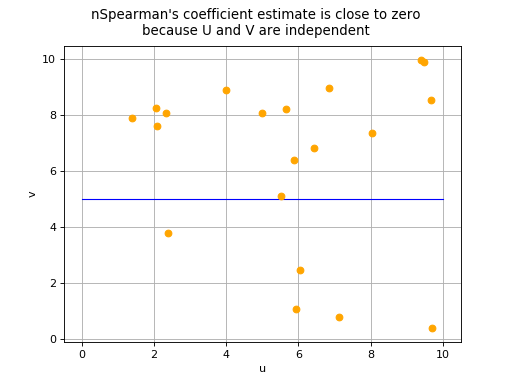 nSpearman's coefficient estimate is close to zero
because U and V are independent
10
8
6
4
2
0
v
0 2 4 6 8 10
u